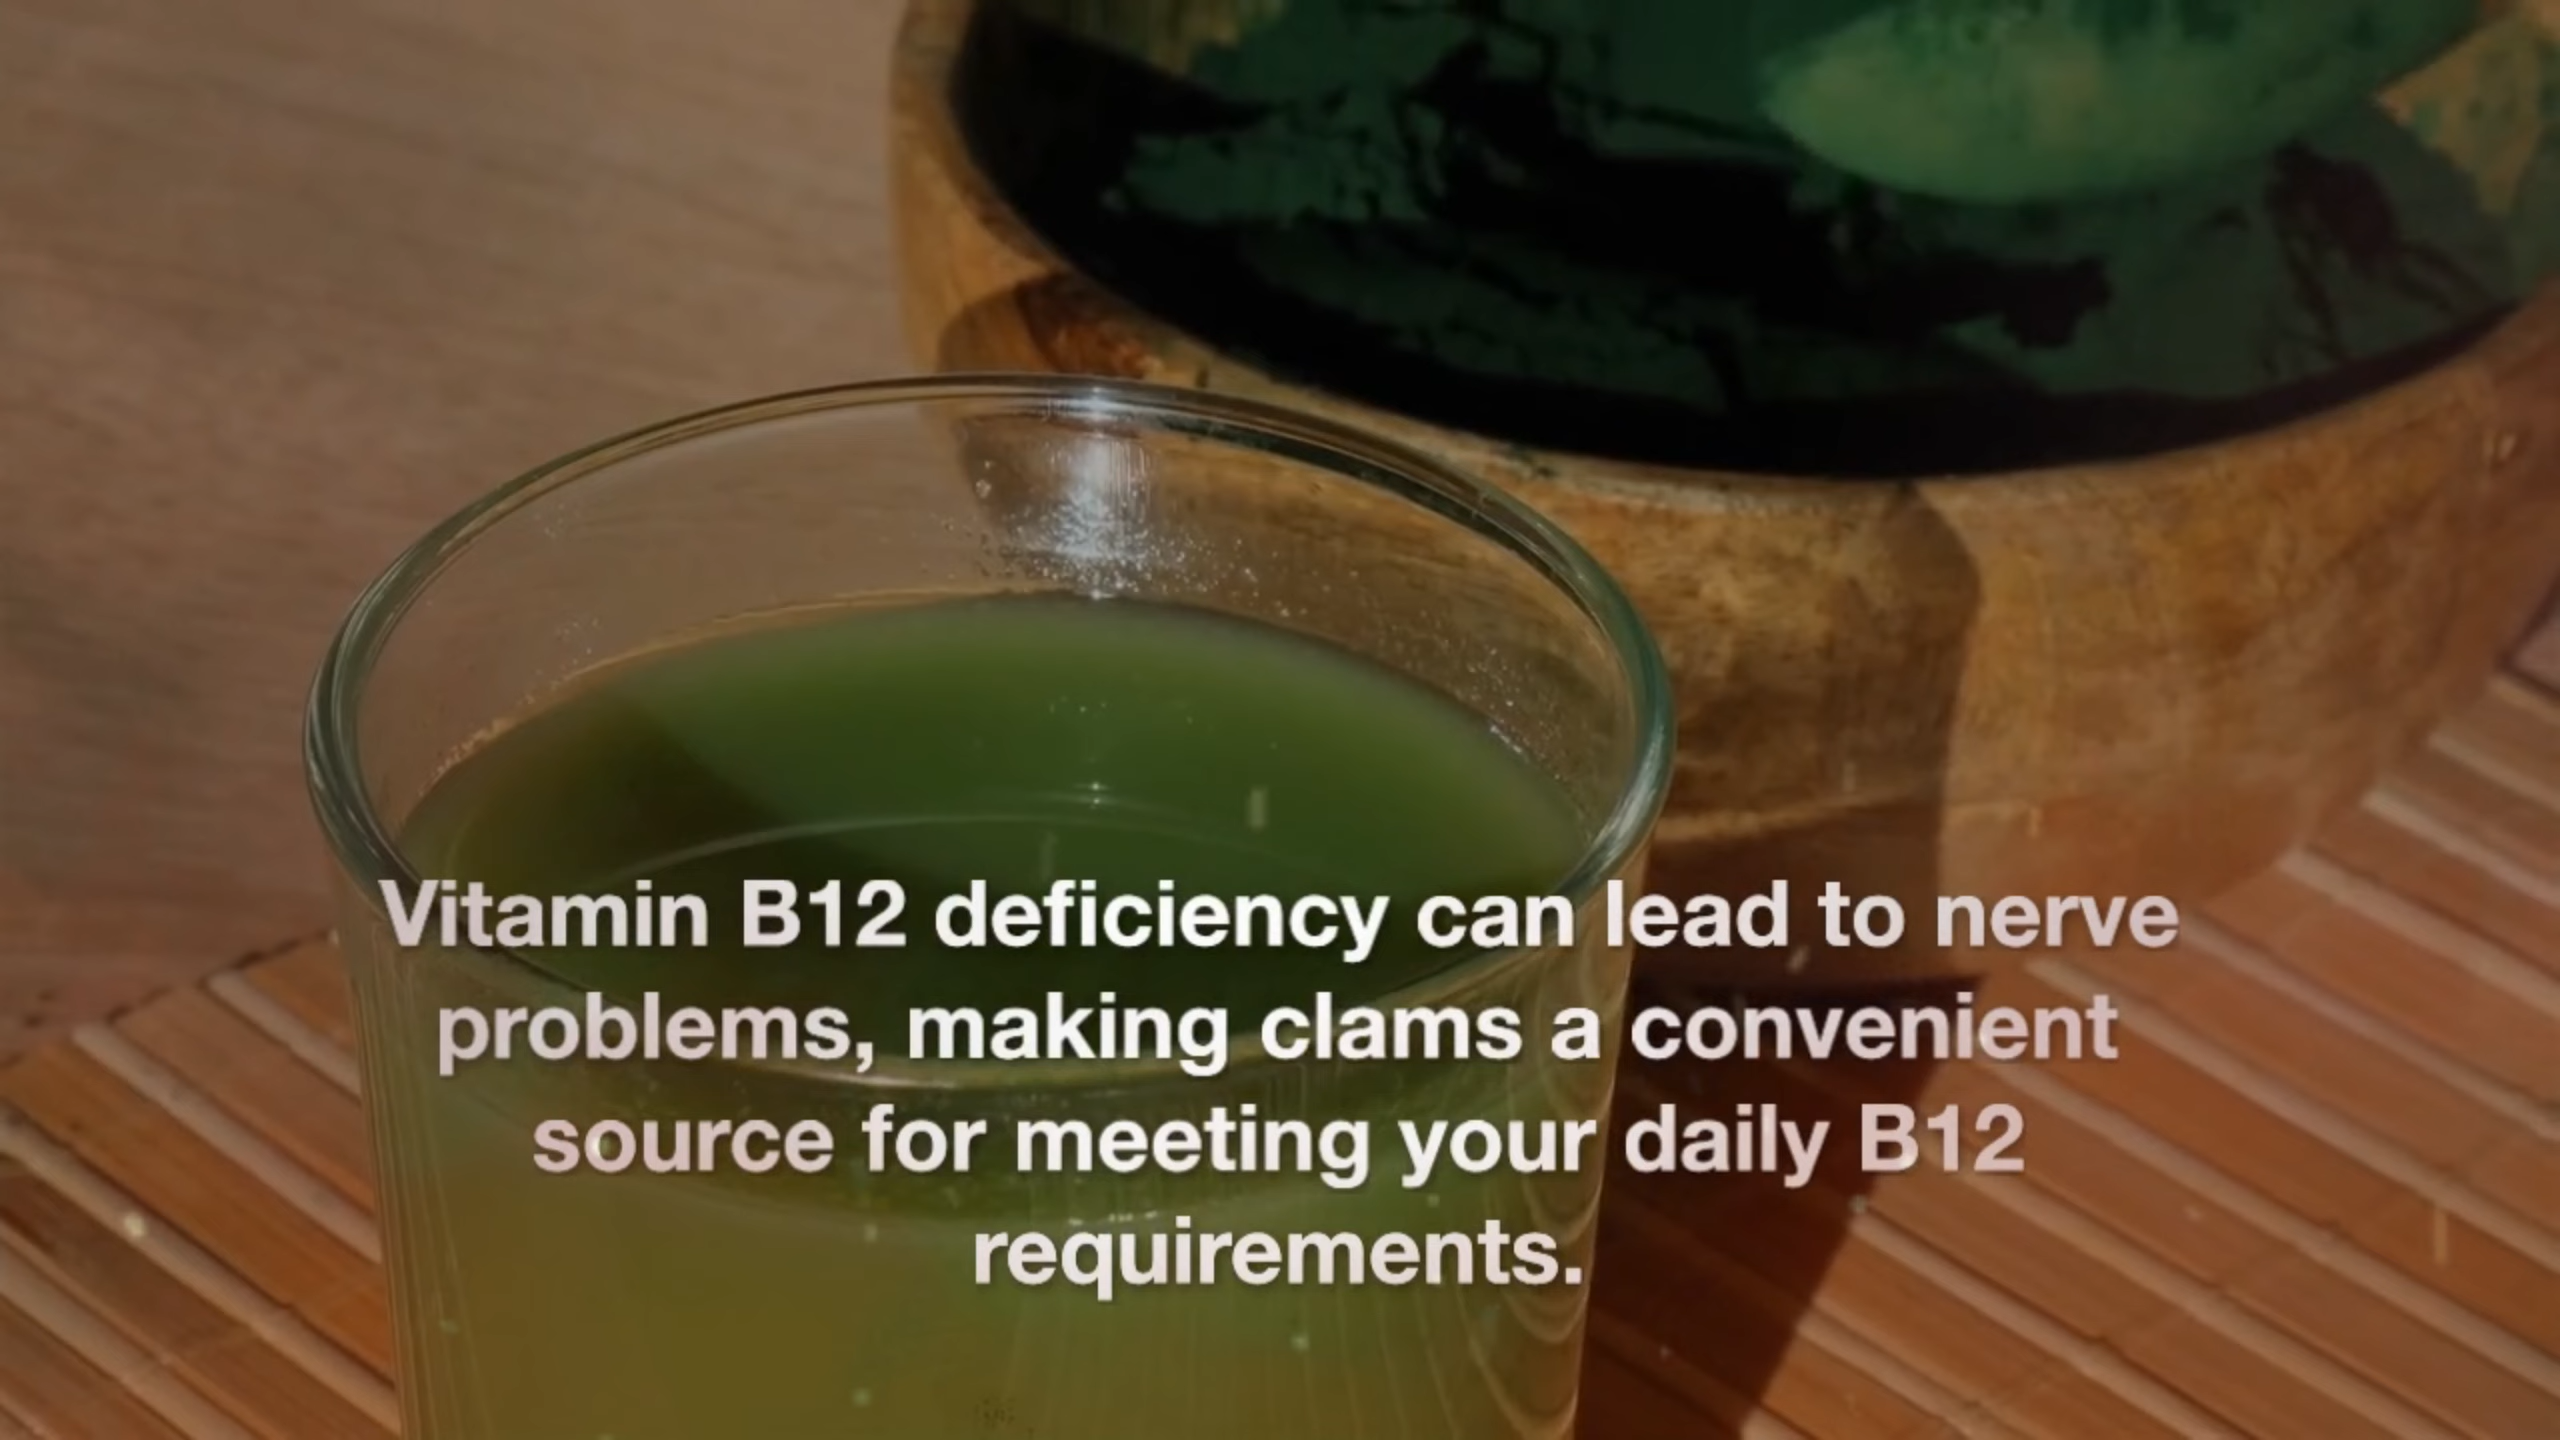 Vitamin B12 deficiency can lead to nerve
problems, making clams a convenient
source for meeting your daily B12
requirements.